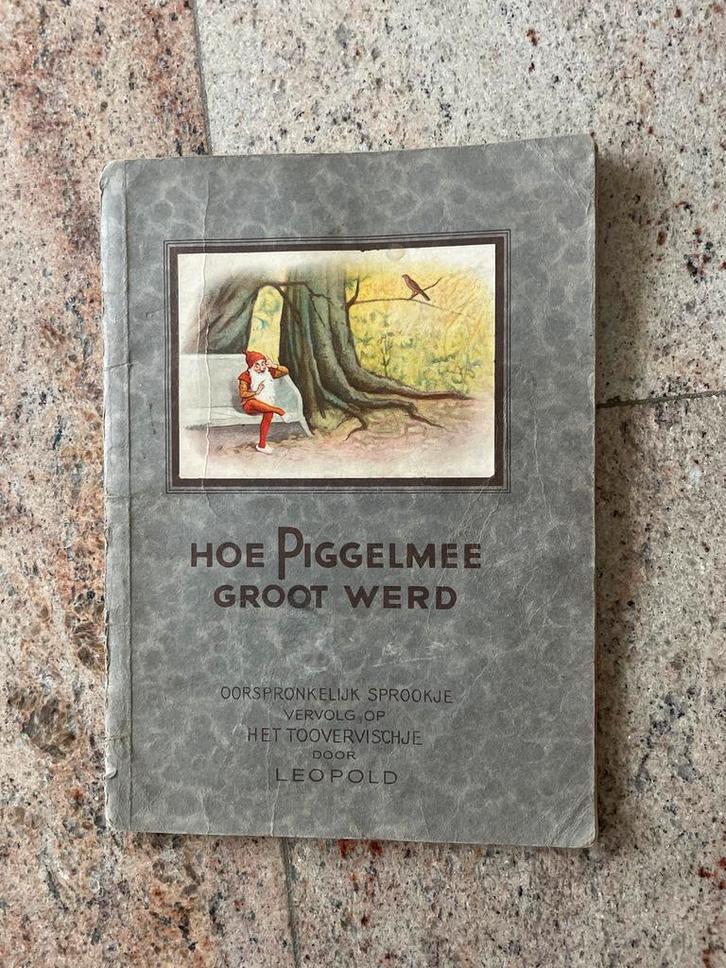 HOE PIGGELMEE
GROOT WERD
OORSPRONKELIJK SPROOKJE
VERVOLG OP
HET TOOVERVISCHJE
DOOR
LEOPOLD